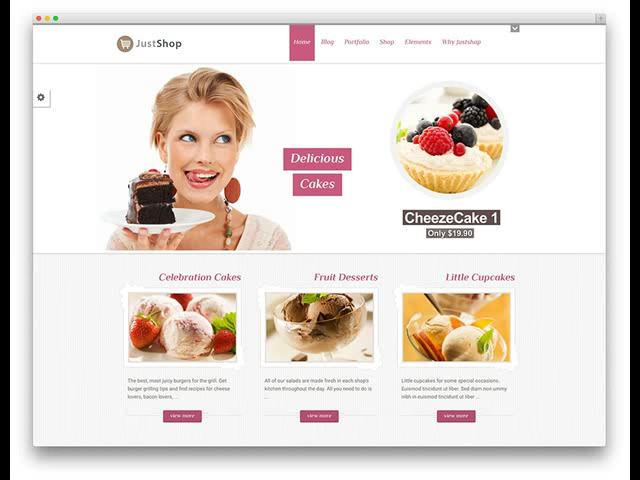 JustShop
Home Blog Portfolio Shop Elements Why Justshop
Delicious
Cakes
CheezeCake 1
Only $19.90
Celebration Cakes
The best, most juicy burgers for the grill. Get
burger grilling tips and find recipes for cheese
lovers, bacon lovers, ...
view more
Fruit Desserts
All of our salads are made fresh in each shops
kitchen throughout the day. All you need to do is
...
view more
Little Cupcakes
Little cupcakes for some special occasions.
Euismod tincidunt ut liber. Sed diam non ummy
nibh in euismod tincidunt ut liber ...
view more